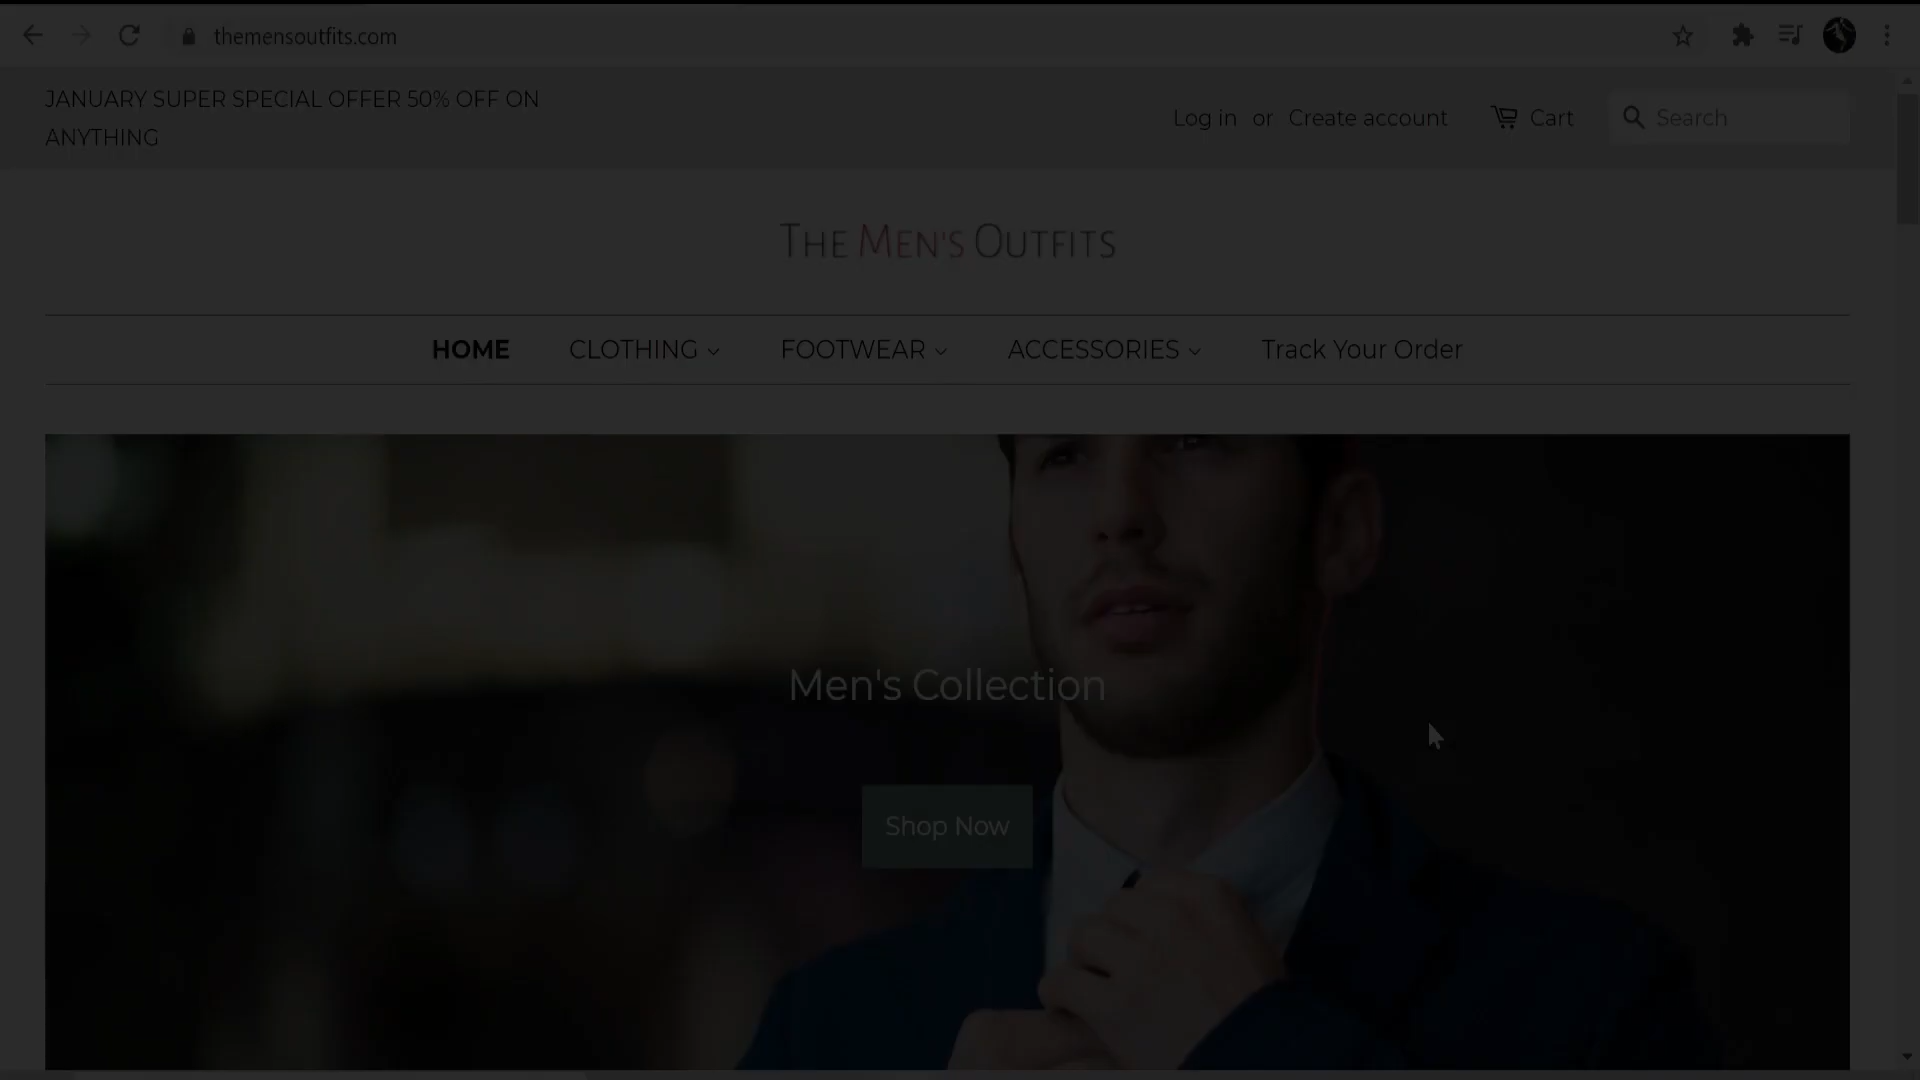 themensoutfits.com
JANUARY SUPER SPECIAL OFFER 50% OFF ON
ANYTHING
Log in or Create account Cart Search
THE MEN'S OUTFITS
HOME CLOTHING FOOTWEAR ACCESSORIES Track Your Order
Men's Collection
Shop Now